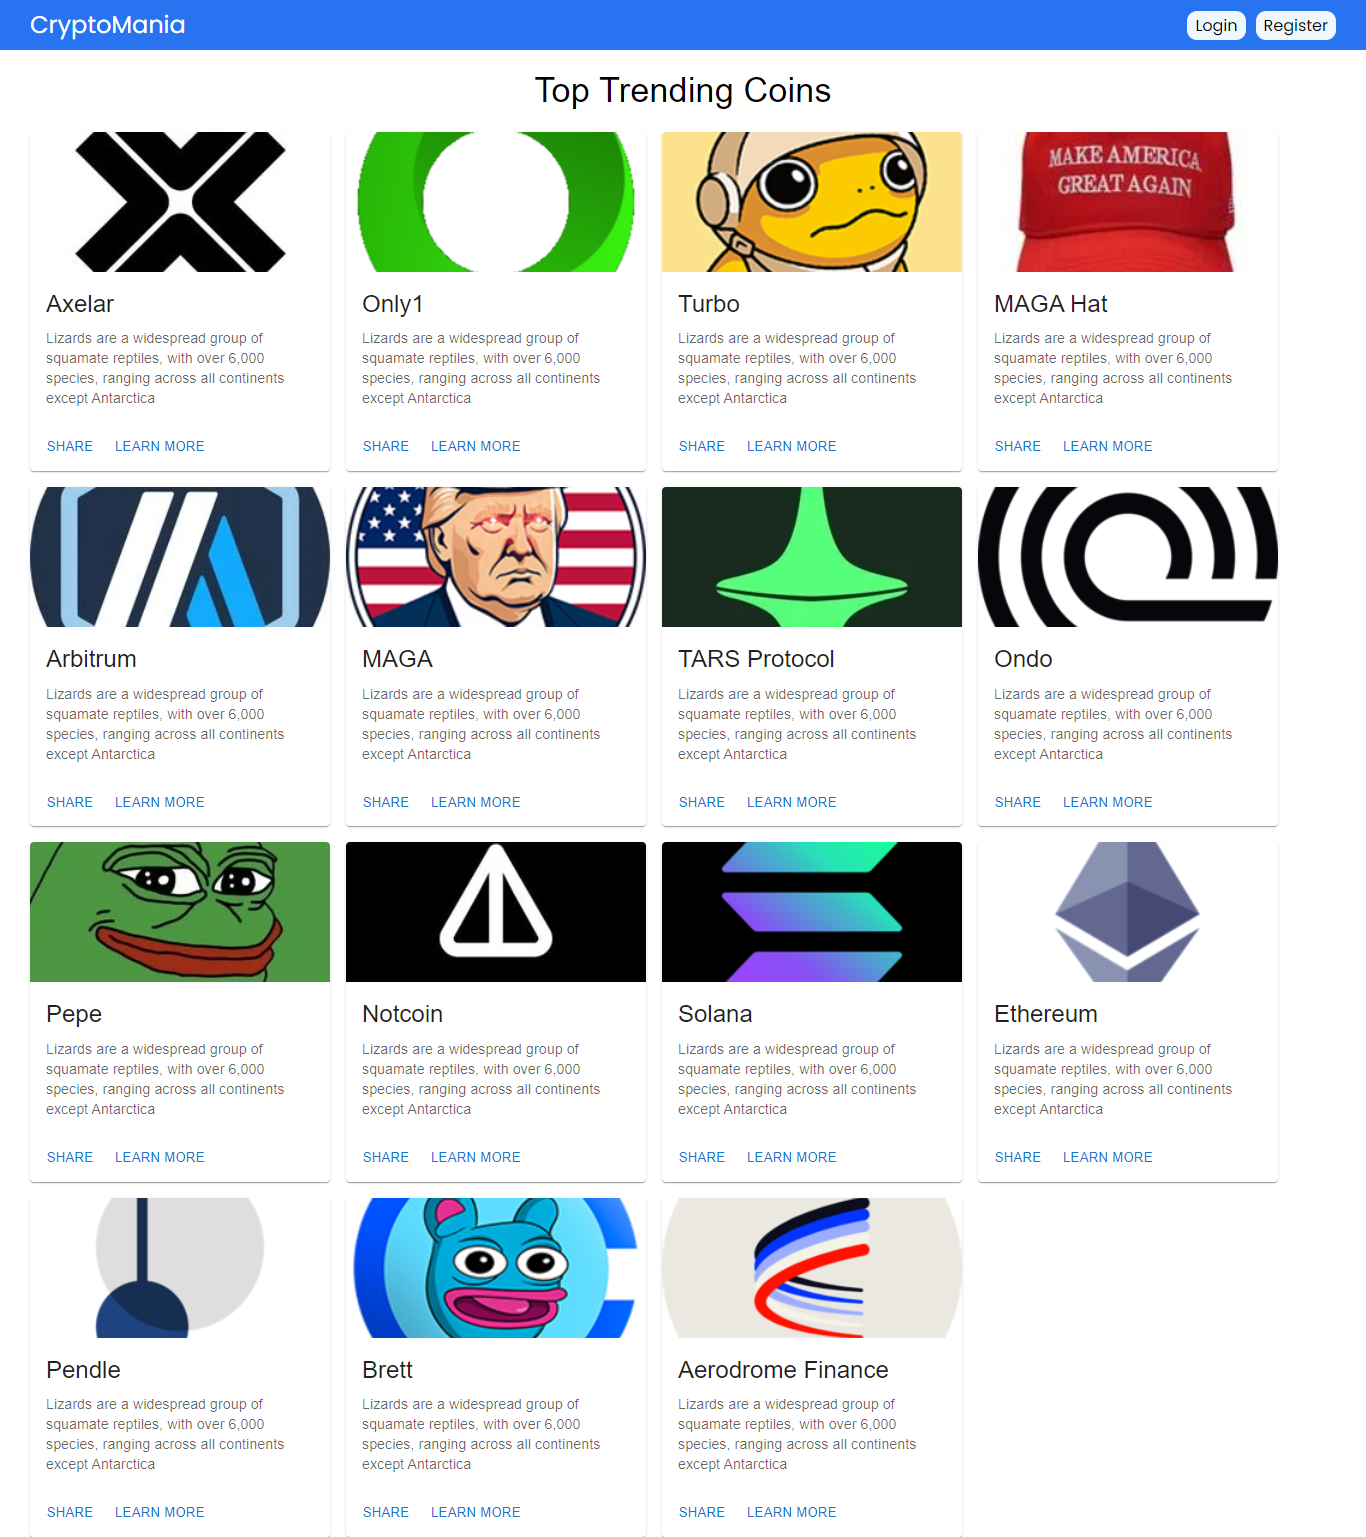 CryptoMania
Login
Register
Top Trending Coins
MAKE AMERICA
GREAT AGAIN
Axelar
Lizards are a widespread group of
squamate reptiles, with over 6,000
species, ranging across all continents
except Antarctica
SHARE
LEARN MORE
Only1
Lizards are a widespread group of
squamate reptiles, with over 6,000
species, ranging across all continents
except Antarctica
SHARE
LEARN MORE
Turbo
Lizards are a widespread group of
squamate reptiles, with over 6,000
species, ranging across all continents
except Antarctica
SHARE
LEARN MORE
MAGA Hat
Lizards are a widespread group of
squamate reptiles, with over 6,000
species, ranging across all continents
except Antarctica
SHARE
LEARN MORE
Arbitrum
Lizards are a widespread group of
squamate reptiles, with over 6,000
species, ranging across all continents
except Antarctica
SHARE
LEARN MORE
MAGA
Lizards are a widespread group of
squamate reptiles, with over 6,000
species, ranging across all continents
except Antarctica
SHARE
LEARN MORE
TARS Protocol
Lizards are a widespread group of
squamate reptiles, with over 6,000
species, ranging across all continents
except Antarctica
SHARE
LEARN MORE
Ondo
Lizards are a widespread group of
squamate reptiles, with over 6,000
species, ranging across all continents
except Antarctica
SHARE
LEARN MORE
Pepe
Lizards are a widespread group of
squamate reptiles, with over 6,000
species, ranging across all continents
except Antarctica
SHARE
LEARN MORE
Notcoin
Lizards are a widespread group of
squamate reptiles, with over 6,000
species, ranging across all continents
except Antarctica
SHARE
LEARN MORE
Solana
Lizards are a widespread group of
squamate reptiles, with over 6,000
species, ranging across all continents
except Antarctica
SHARE
LEARN MORE
Ethereum
Lizards are a widespread group of
squamate reptiles, with over 6,000
species, ranging across all continents
except Antarctica
SHARE
LEARN MORE
Pendle
Lizards are a widespread group of
squamate reptiles, with over 6,000
species, ranging across all continents
except Antarctica
SHARE
LEARN MORE
Brett
Lizards are a widespread group of
squamate reptiles, with over 6,000
species, ranging across all continents
except Antarctica
SHARE
LEARN MORE
Aerodrome Finance
Lizards are a widespread group of
squamate reptiles, with over 6,000
species, ranging across all continents
except Antarctica
SHARE
LEARN MORE